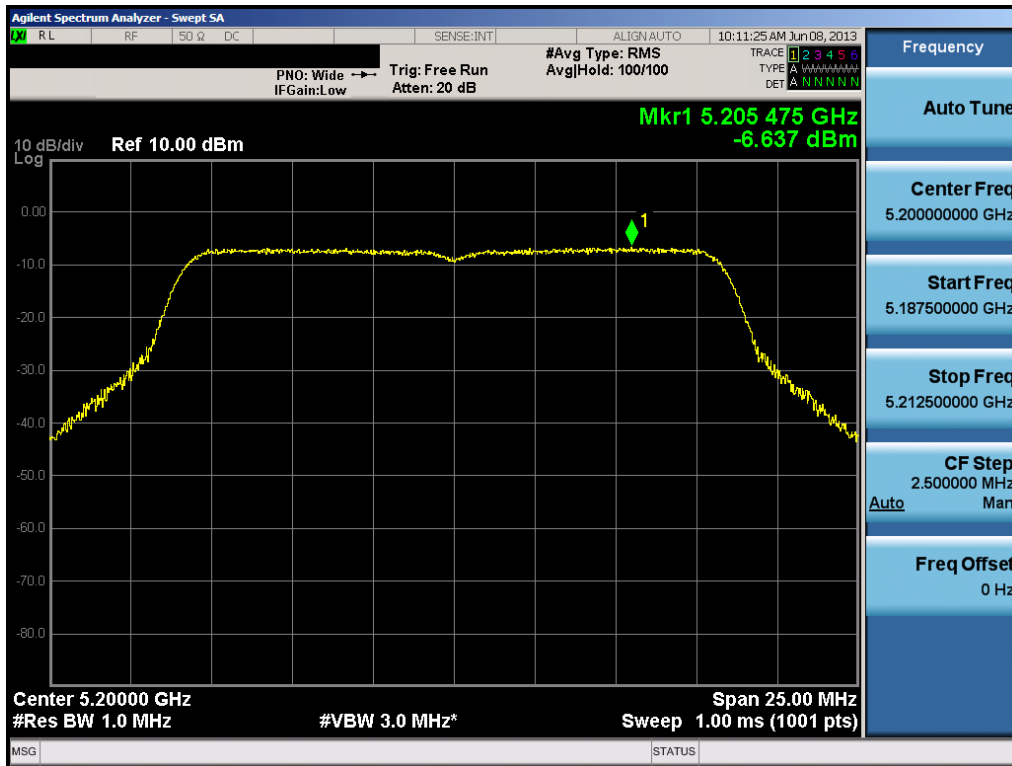 Agilent Spectrum Analyzer - Swept SA
LXI RL RF 50 Ω DC SENSE:INT ALIGN AUTO 10:11:25 AM Jun 08, 2013
PNO: Wide
IFGain:Low
Trig: Free Run
Atten: 20 dB
#Avg Type: RMS
Avg|Hold: 100/100
TRACE 1 2 3 4 5 6
TYPE A WWWWW
DET A N N N N N
Mkr1 5.205 475 GHz
-6.637 dBm
10 dB/div Ref 10.00 dBm
Log
1
0.00
-10.0
-20.0
-30.0
-40.0
-50.0
-60.0
-70.0
-80.0
Center 5.20000 GHz Span 25.00 MHz
#Res BW 1.0 MHz #VBW 3.0 MHz* Sweep 1.00 ms (1001 pts)
MSG STATUS
Frequency
Auto Tune
Center Freq
5.200000000 GHz
Start Freq
5.187500000 GHz
Stop Freq
5.212500000 GHz
CF Step
2.500000 MHz
Auto Man
Freq Offset
0 Hz